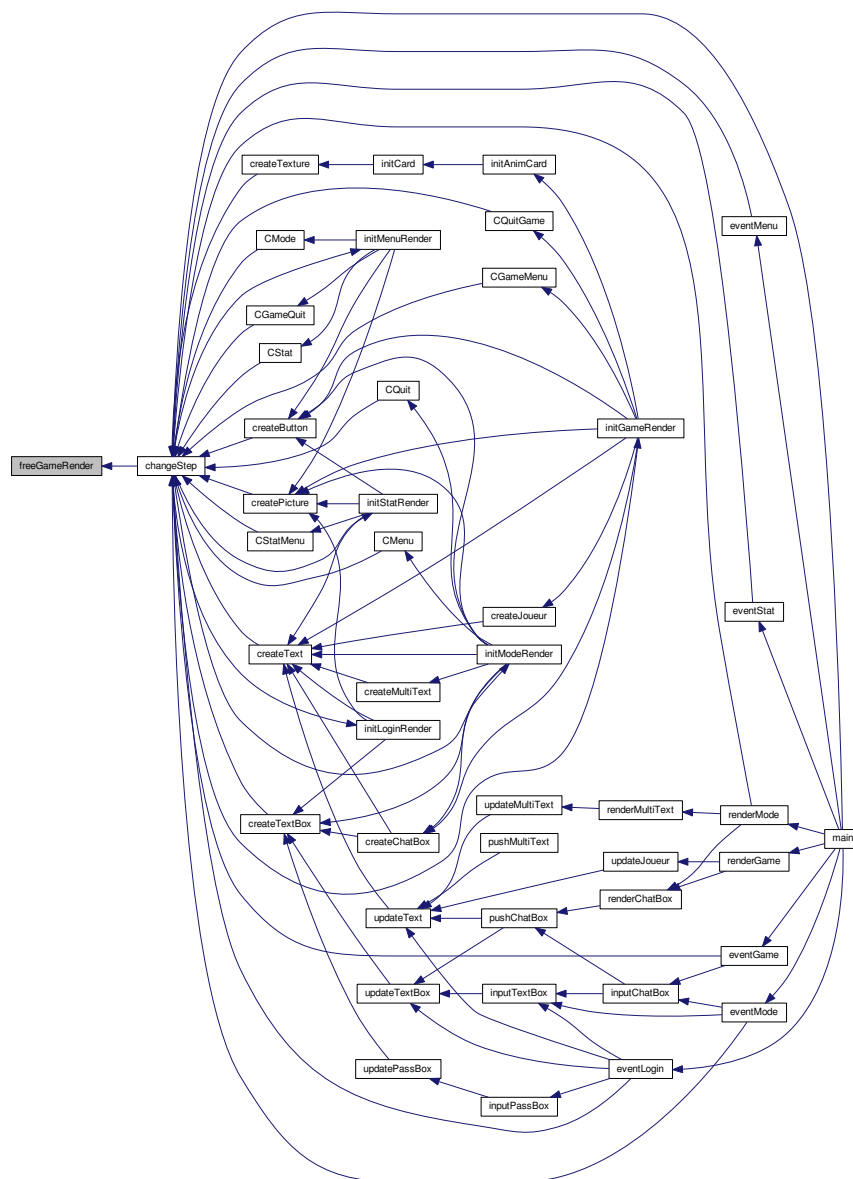 createTexture
initCard
initAnimCard
CQuitGame
eventMenu
CMode
initMenuRender
CGameMenu
CGameQuit
CStat
CQuit
createButton
initGameRender
freeGameRender
changeStep
createPicture
initStatRender
CStatMenu
CMenu
eventStat
createJoueur
createText
initModeRender
createMultiText
initLoginRender
updateMultiText
renderMultiText
renderMode
createTextBox
createChatBox
pushMultiText
main
updateJoueur
renderGame
renderChatBox
updateText
pushChatBox
eventGame
updateTextBox
inputTextBox
inputChatBox
eventMode
updatePassBox
eventLogin
inputPassBox